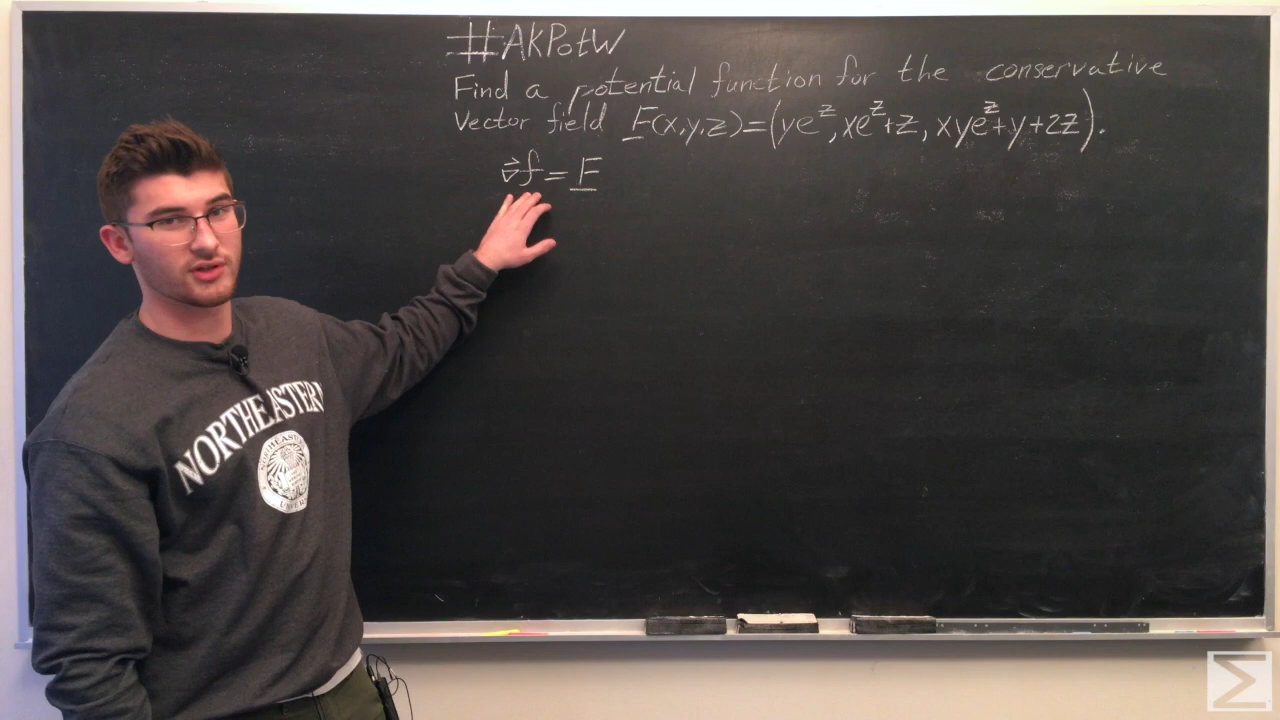 #AKPotW
Find a potential function for the conservative
vector field F(x,y,z)=(ye^z, xe^z+z, xye^z+y+2z).
∇⃗f = F
NORTHEASTERN
Σ